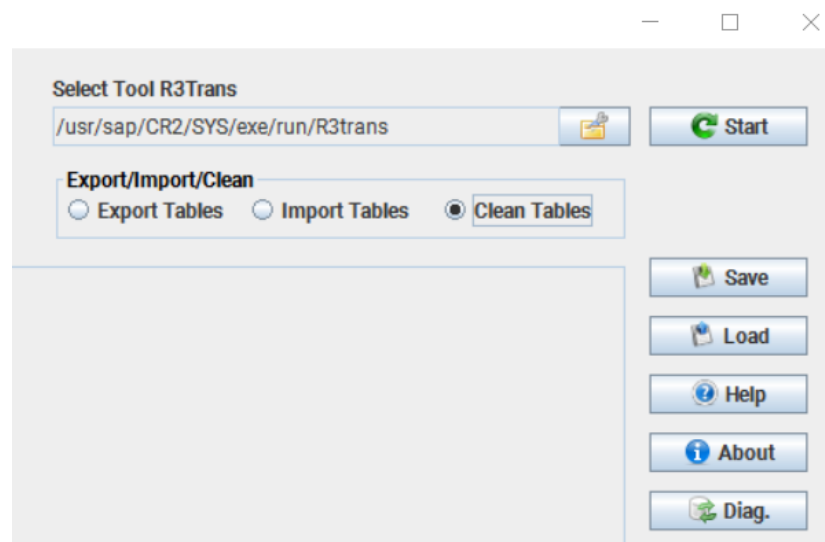 Select Tool R3Trans
/usr/sap/CR2/SYS/exe/run/R3trans
Start
Export/Import/Clean
Export Tables Import Tables Clean Tables
Save
Load
Help
About
Diag.